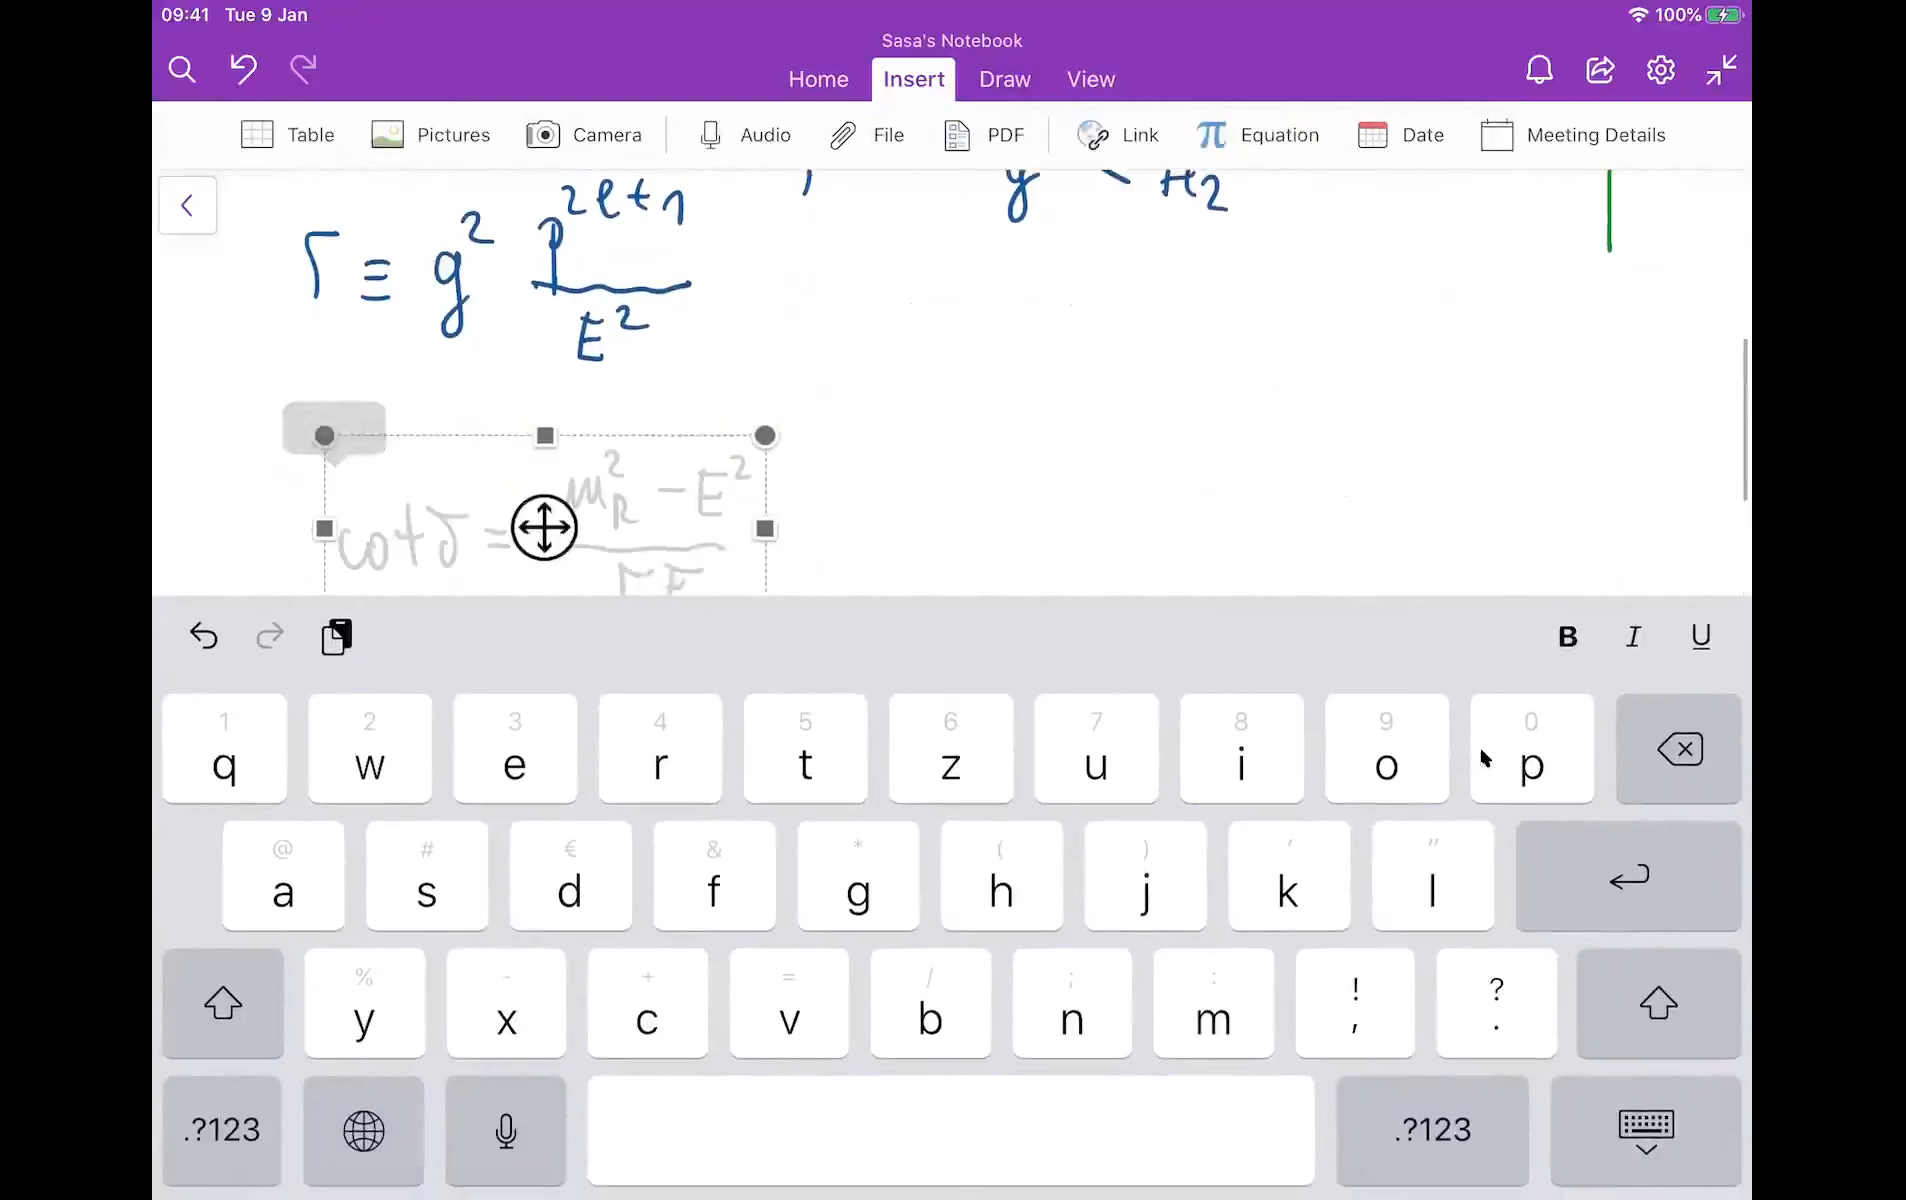 09:41 Tue 9 Jan 100%
Sasa's Notebook
Home Insert Draw View
Table Pictures Camera Audio File PDF Link Equation Date Meeting Details
Γ ≡ g² p^{2ℓ+1} / E²
cot δ = (m_R² - E²) / (Γ E)
B I U
1 2 3 4 5 6 7 8 9 0
q w e r t z u i o p
@ # € & * ( ) ' "
a s d f g h j k l
% - + = / ; : ! ?
y x c v b n m , .
.?123 .?123